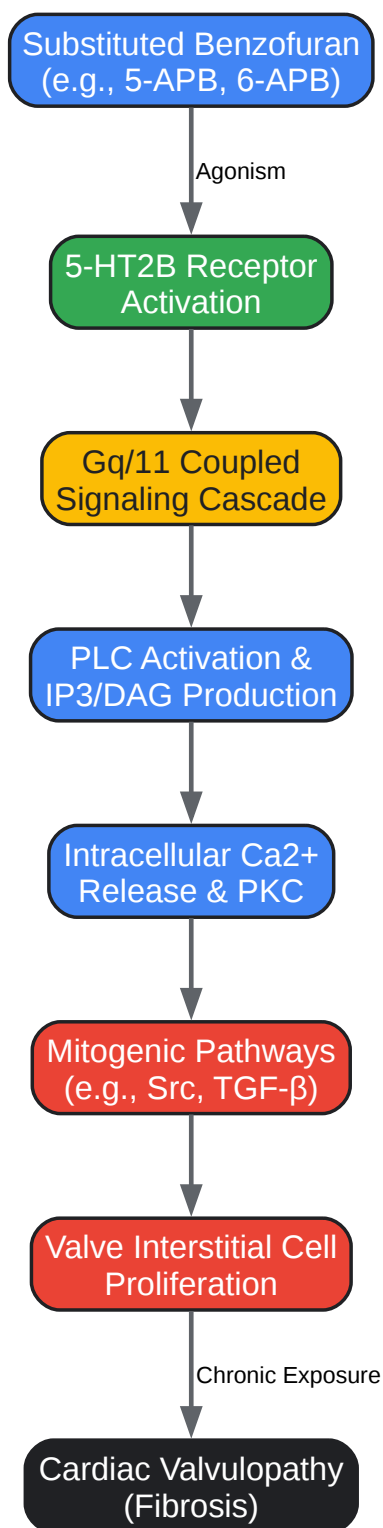 Substituted Benzofuran
(e.g., 5-APB, 6-APB)
Agonism
5-HT2B Receptor
Activation
Gq/11 Coupled
Signaling Cascade
PLC Activation &
IP3/DAG Production
Intracellular Ca2+
Release & PKC
Mitogenic Pathways
(e.g., Src, TGF-β)
Valve Interstitial Cell
Proliferation
Chronic Exposure
Cardiac Valvulopathy
(Fibrosis)